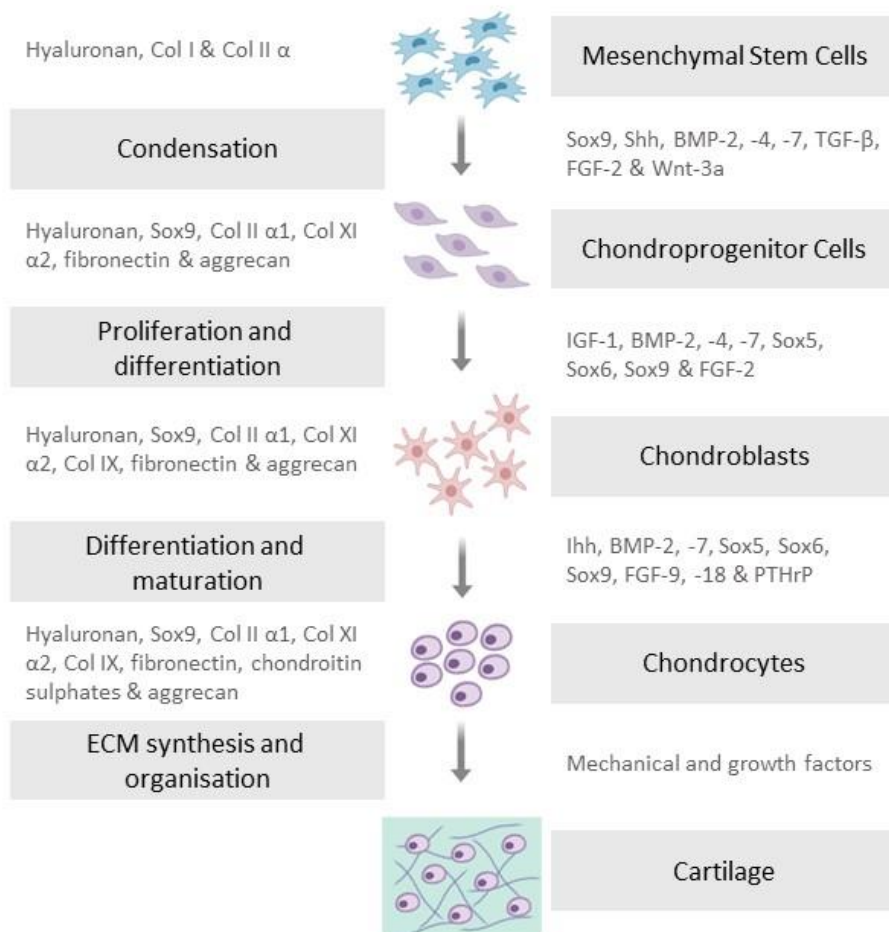 Hyaluronan, Col I & Col II α
Mesenchymal Stem Cells
Condensation
Sox9, Shh, BMP-2, -4, -7, TGF-β,
FGF-2 & Wnt-3a
Hyaluronan, Sox9, Col II α1, Col XI
α2, fibronectin & aggrecan
Chondroprogenitor Cells
Proliferation and
differentiation
IGF-1, BMP-2, -4, -7, Sox5,
Sox6, Sox9 & FGF-2
Hyaluronan, Sox9, Col II α1, Col XI
α2, Col IX, fibronectin & aggrecan
Chondroblasts
Differentiation and
maturation
Ihh, BMP-2, -7, Sox5, Sox6,
Sox9, FGF-9, -18 & PTHrP
Hyaluronan, Sox9, Col II α1, Col XI
α2, Col IX, fibronectin, chondroitin
sulphates & aggrecan
Chondrocytes
ECM synthesis and
organisation
Mechanical and growth factors
Cartilage